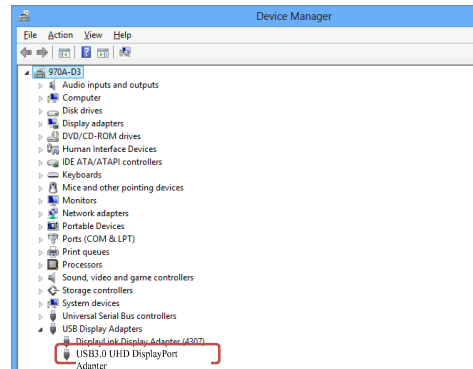 Device Manager
File Action View Help
970A-D3
Audio inputs and outputs
Computer
Disk drives
Display adapters
DVD/CD-ROM drives
Human Interface Devices
IDE ATA/ATAPI controllers
Keyboards
Mice and other pointing devices
Monitors
Network adapters
Portable Devices
Ports (COM & LPT)
Print queues
Processors
Sound, video and game controllers
Storage controllers
System devices
Universal Serial Bus controllers
USB Display Adapters
DisplayLink Display Adapter (4307)
USB3.0 UHD DisplayPort
Adapter